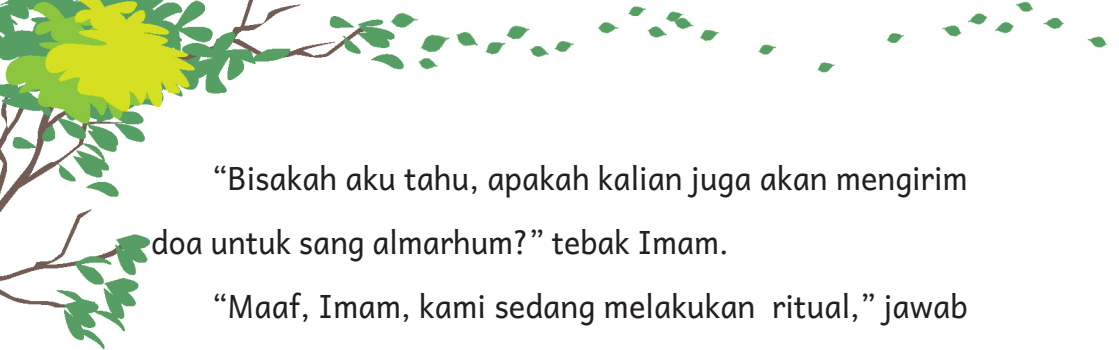 “Bisakah aku tahu, apakah kalian juga akan mengirim
doa untuk sang almarhum?” tebak Imam.
“Maaf, Imam, kami sedang melakukan  ritual,” jawab